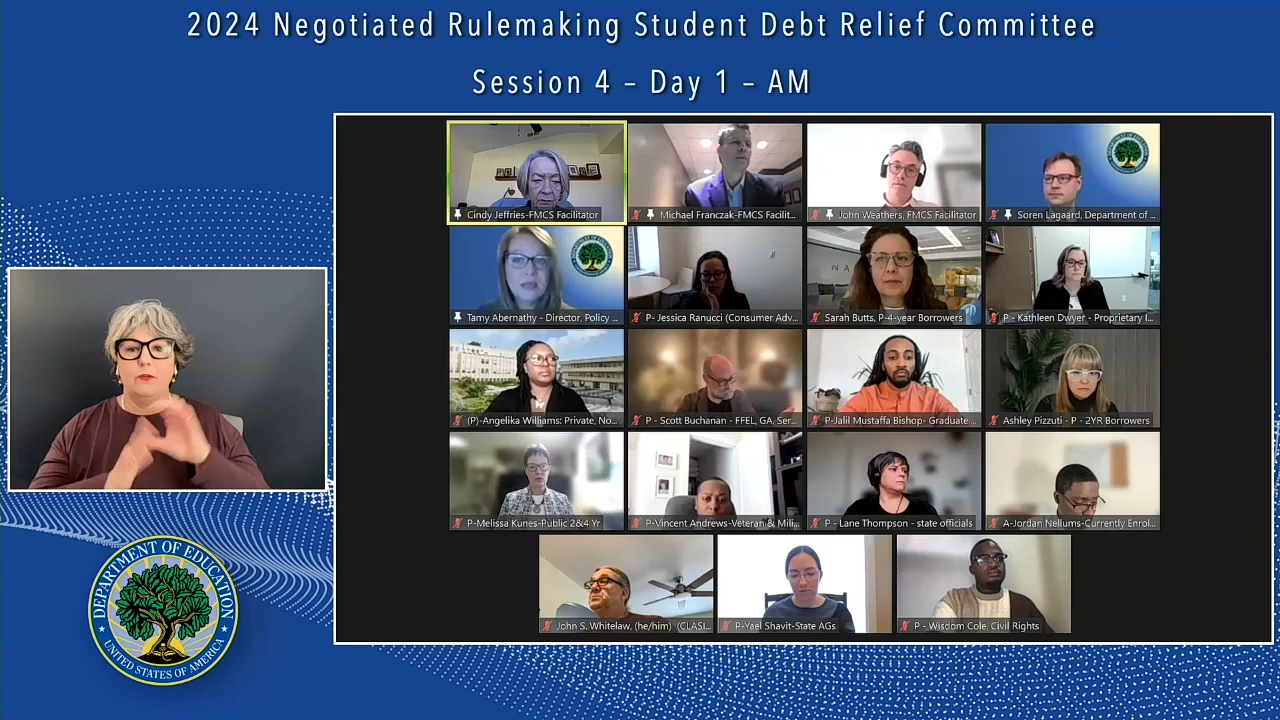 2024 Negotiated Rulemaking Student Debt Relief Committee
Session 4 – Day 1 – AM
Cindy Jeffries-FMCS Facilitator
Michael Franczak-FMCS Facilit...
John Weathers, FMCS Facilitator
Soren Lagaard, Department of ...
Tamy Abernathy - Director, Policy ...
P- Jessica Ranucci (Consumer Adv...
Sarah Butts, P-4-year Borrowers
P - Kathleen Dwyer - Proprietary I...
(P)-Angelika Williams: Private, No...
P - Scott Buchanan - FFEL, GA, Ser...
P-Jalil Mustaffa Bishop- Graduate ...
Ashley Pizzuti - P - 2YR Borrowers
P-Melissa Kunes-Public 2&4 Yr
P-Vincent Andrews-Veteran & Mili...
P - Lane Thompson - state officials
A-Jordan Nellums-Currently Enrol...
John S. Whitelaw, (he/him) (CLASI...
P-Yael Shavit-State AGs
P - Wisdom Cole, Civil Rights
DEPARTMENT OF EDUCATION
UNITED STATES OF AMERICA